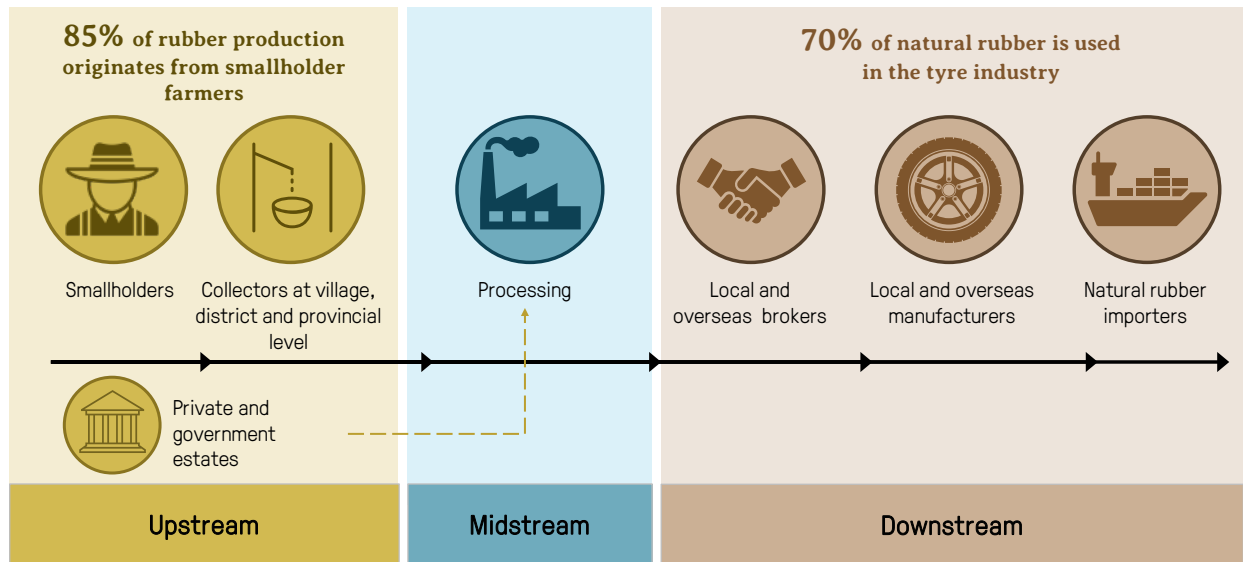 85% of rubber production
originates from smallholder
farmers
70% of natural rubber is used
in the tyre industry
Smallholders
Collectors at village,
district and provincial
level
Processing
Local and
overseas brokers
Local and overseas
manufacturers
Natural rubber
importers
Private and
government
estates
Upstream
Midstream
Downstream